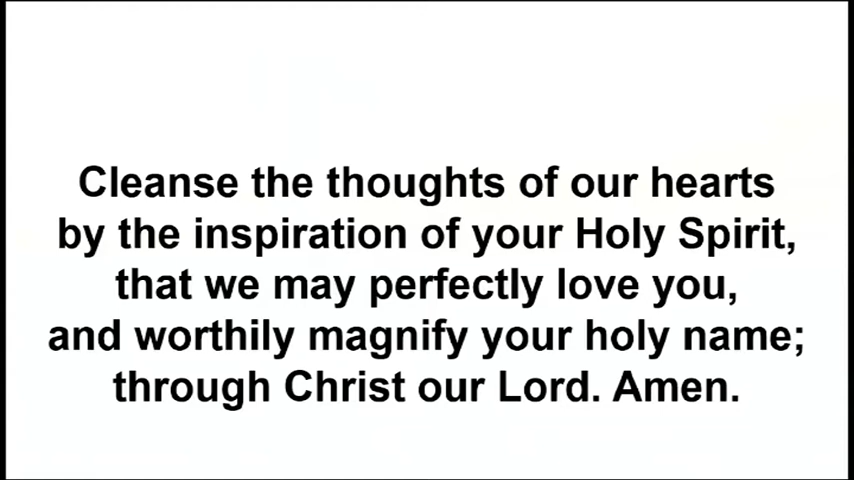 Cleanse the thoughts of our hearts
by the inspiration of your Holy Spirit,
that we may perfectly love you,
and worthily magnify your holy name;
through Christ our Lord. Amen.